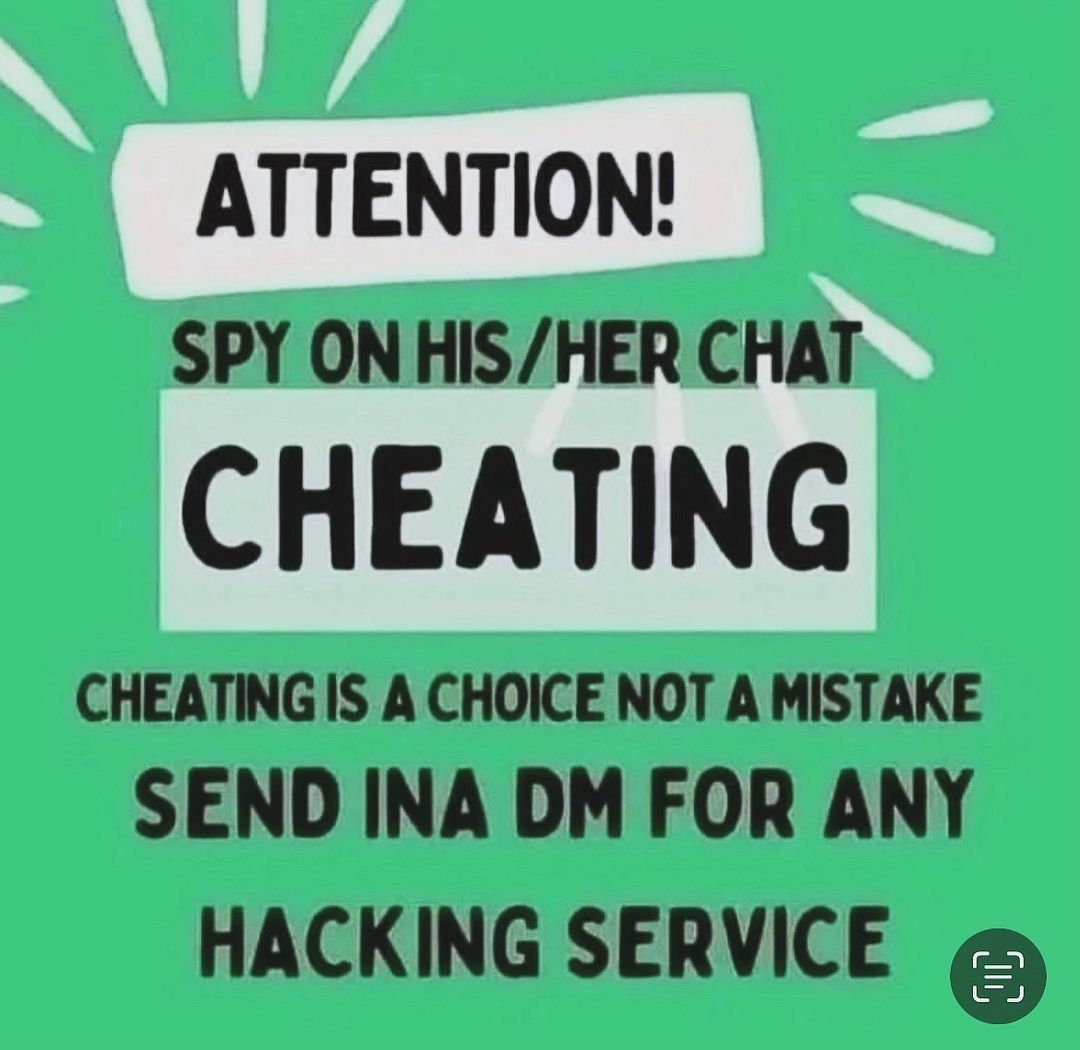 ATTENTION!
SPY ON HIS/HER CHAT
CHEATING
CHEATING IS A CHOICE NOT A MISTAKE
SEND INA DM FOR ANY
HACKING SERVICE